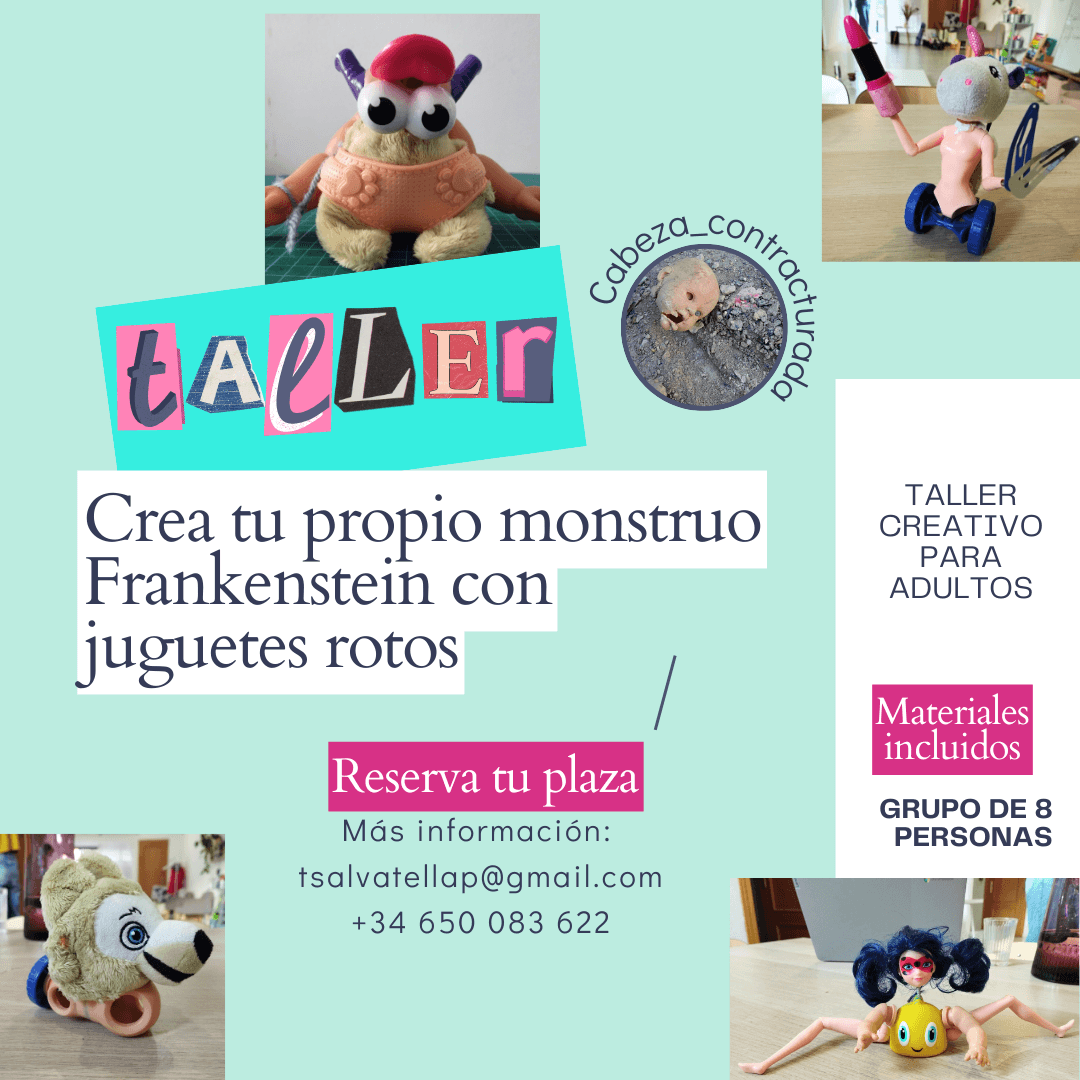 Cabeza_contracturada
tALLER
Crea tu propio monstruo
Frankenstein con
juguetes rotos
TALLER
CREATIVO
PARA
ADULTOS
Materiales
incluidos
GRUPO DE 8
PERSONAS
Reserva tu plaza
Más información:
tsalvatellap@gmail.com
+34 650 083 622